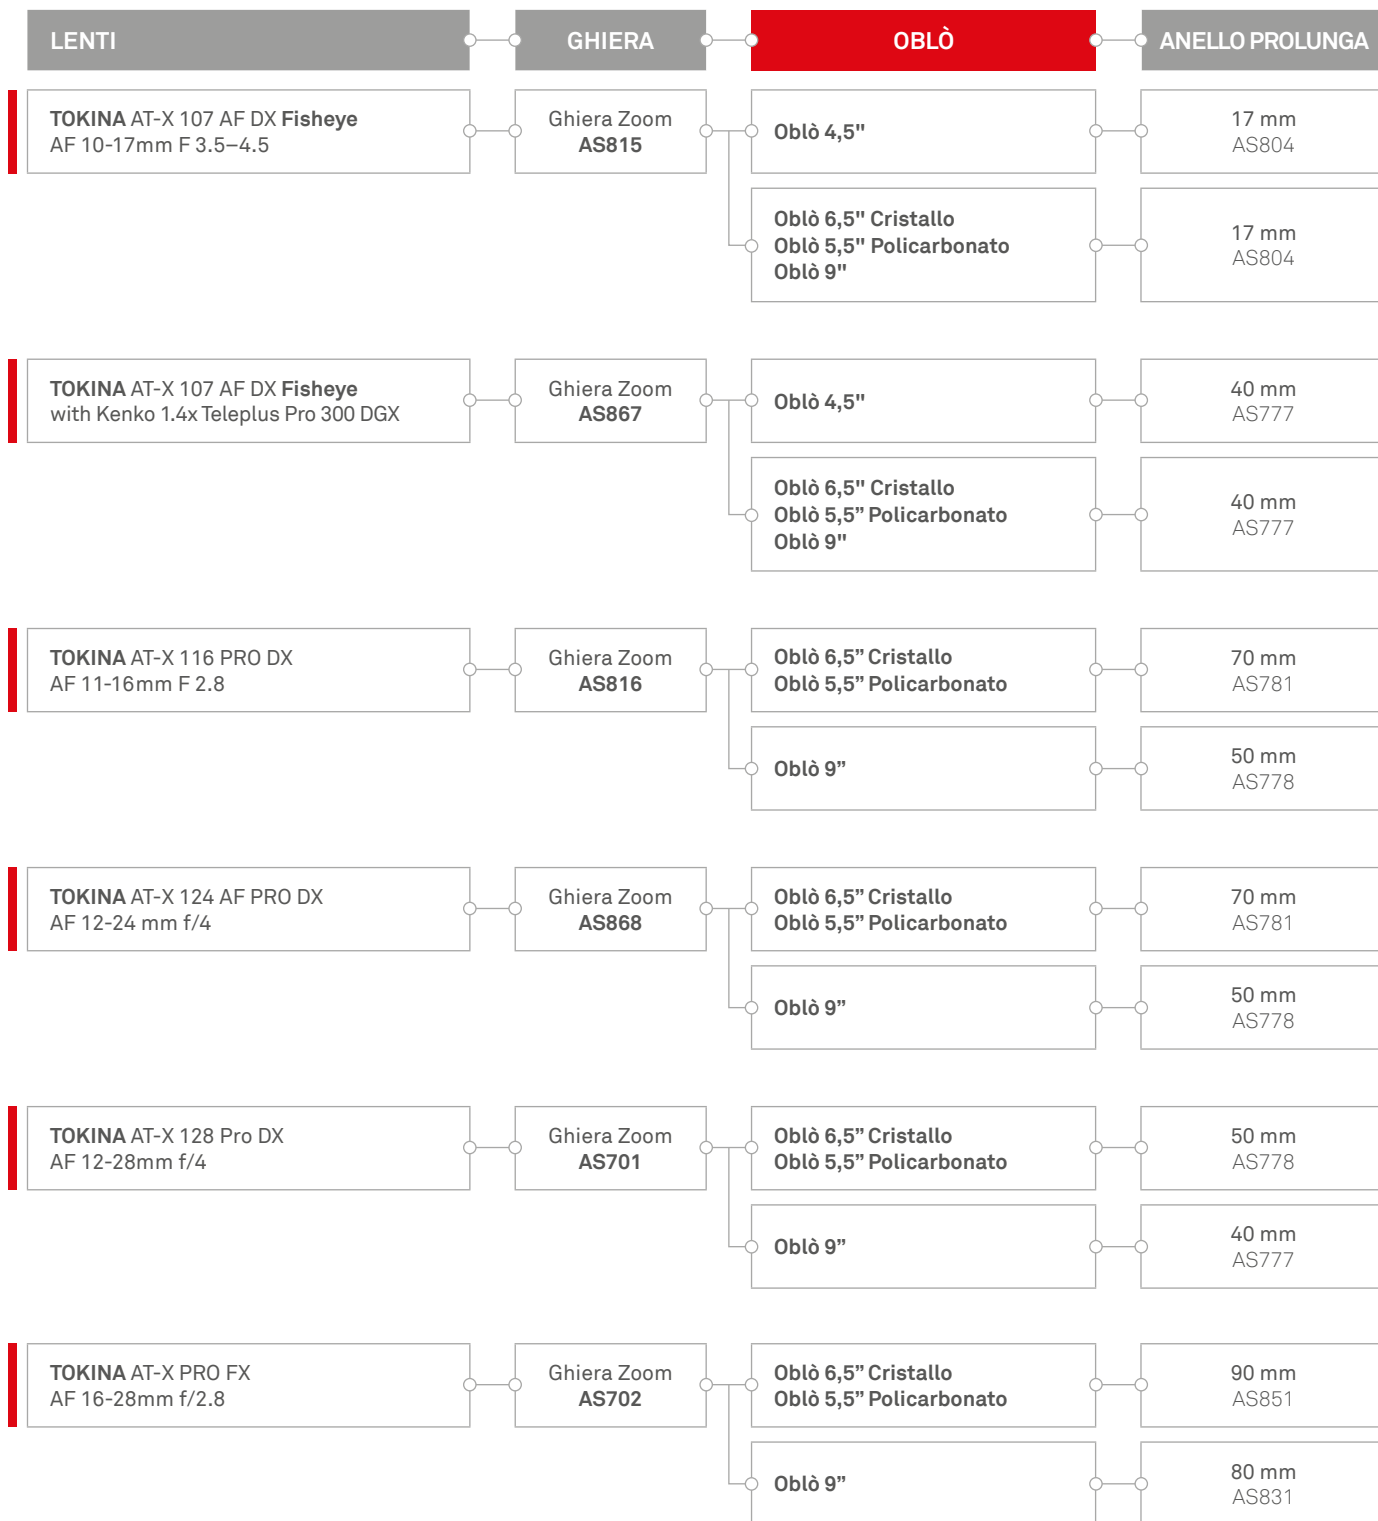 LENTI
GHIERA
OBLÒ
ANELLO PROLUNGA
TOKINA AT-X 107 AF DX Fisheye
AF 10-17mm F 3.5–4.5
Ghiera Zoom
AS815
Oblò 4,5"
17 mm
AS804
Oblò 6,5" Cristallo
Oblò 5,5" Policarbonato
Oblò 9"
17 mm
AS804
TOKINA AT-X 107 AF DX Fisheye
with Kenko 1.4x Teleplus Pro 300 DGX
Ghiera Zoom
AS867
Oblò 4,5"
40 mm
AS777
Oblò 6,5" Cristallo
Oblò 5,5” Policarbonato
Oblò 9"
40 mm
AS777
TOKINA AT-X 116 PRO DX
AF 11-16mm F 2.8
Ghiera Zoom
AS816
Oblò 6,5” Cristallo
Oblò 5,5” Policarbonato
70 mm
AS781
Oblò 9”
50 mm
AS778
TOKINA AT-X 124 AF PRO DX
AF 12-24 mm f/4
Ghiera Zoom
AS868
Oblò 6,5” Cristallo
Oblò 5,5” Policarbonato
70 mm
AS781
Oblò 9”
50 mm
AS778
TOKINA AT-X 128 Pro DX
AF 12-28mm f/4
Ghiera Zoom
AS701
Oblò 6,5” Cristallo
Oblò 5,5” Policarbonato
50 mm
AS778
Oblò 9”
40 mm
AS777
TOKINA AT-X PRO FX
AF 16-28mm f/2.8
Ghiera Zoom
AS702
Oblò 6,5” Cristallo
Oblò 5,5” Policarbonato
90 mm
AS851
Oblò 9”
80 mm
AS831